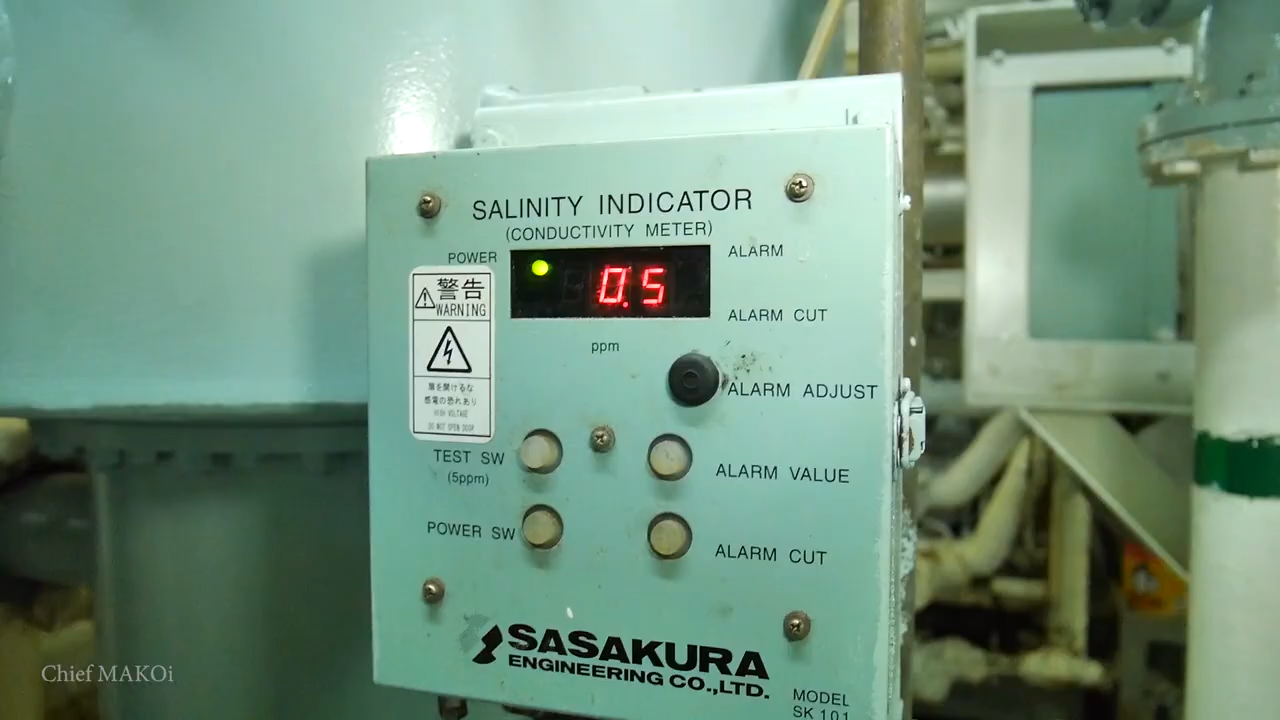 SALINITY INDICATOR
(CONDUCTIVITY METER)
POWER
ALARM
0.5
警告
WARNING
ALARM CUT
ppm
扉を開けるな
感電の恐れあり
HIGH VOLTAGE
DO NOT OPEN DOOR
ALARM ADJUST
TEST SW
(5ppm)
ALARM VALUE
POWER SW
ALARM CUT
SASAKURA
ENGINEERING CO.,LTD.
MODEL
SK 101
Chief MAKOi